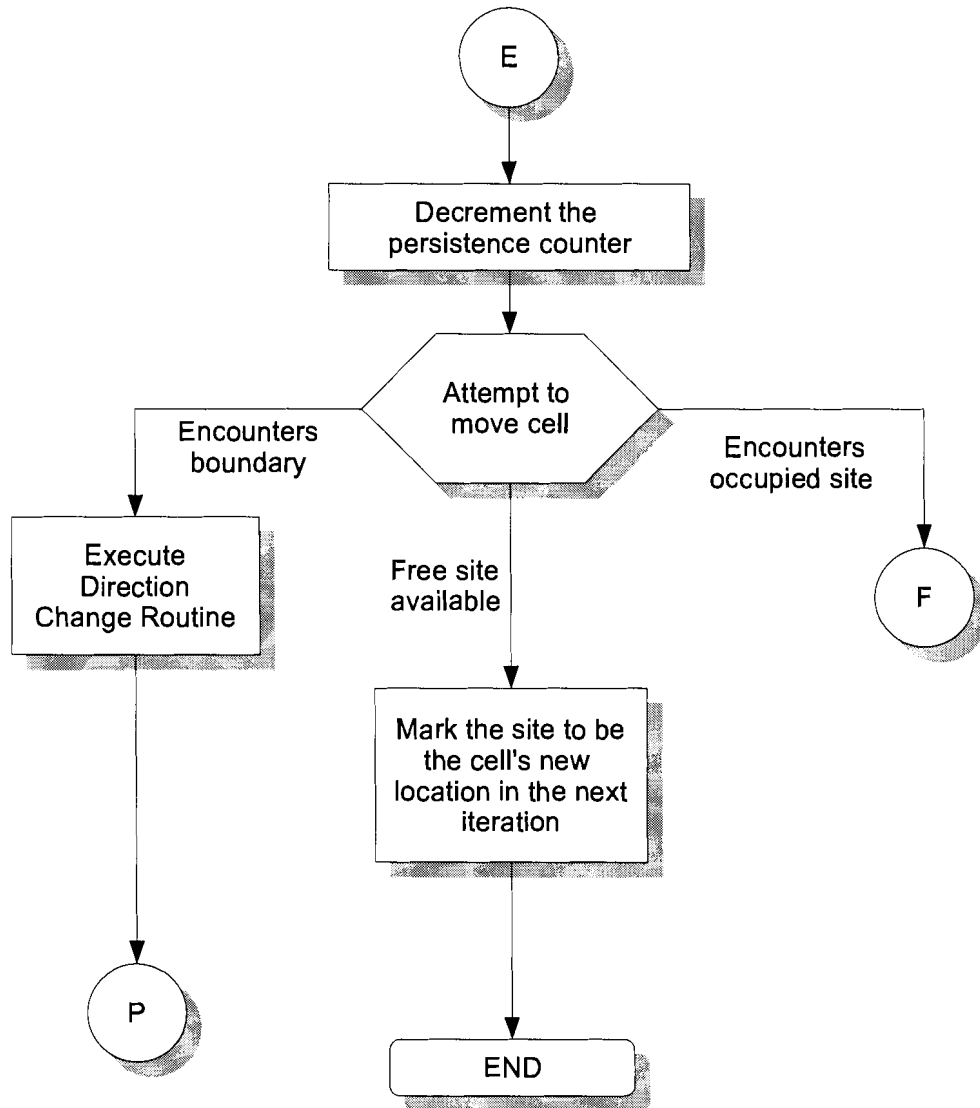 E
Decrement the
persistence counter
Attempt to
move cell
Encounters
boundary
Encounters
occupied site
Execute
Direction
Change Routine
Free site
available
F
Mark the site to be
the cell's new
location in the next
iteration
P
END